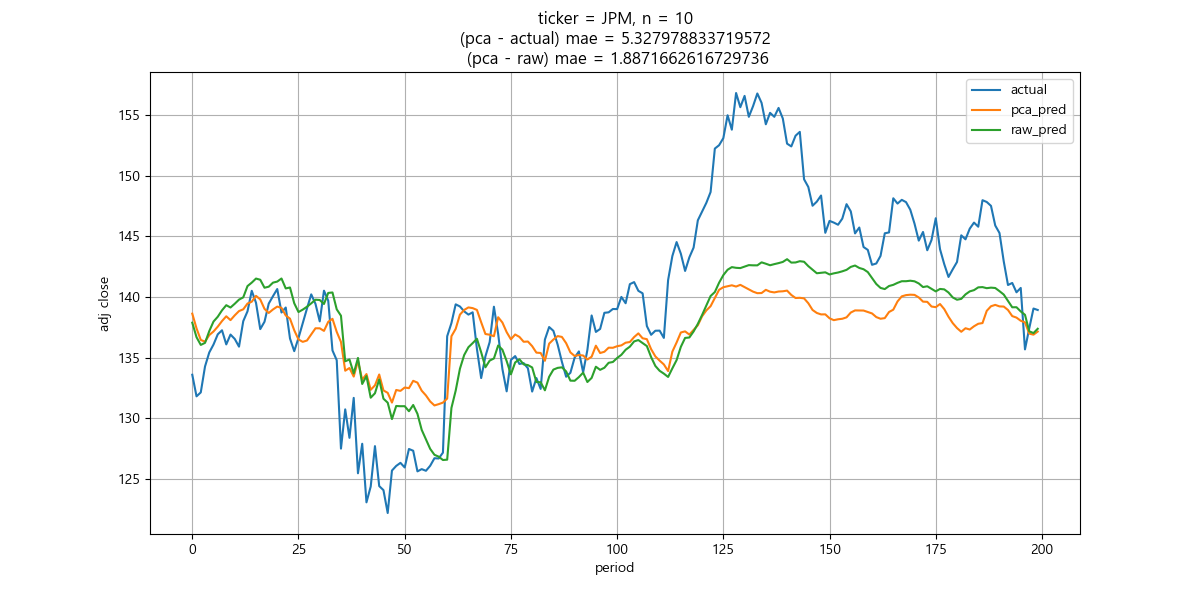 ticker = JPM, n = 10
(pca - actual) mae = 5.327978833719572
(pca - raw) mae = 1.8871662616729736
actual
pca_pred
raw_pred
155
150
145
140
135
130
125
adj close
0 25 50 75 100 125 150 175 200
period